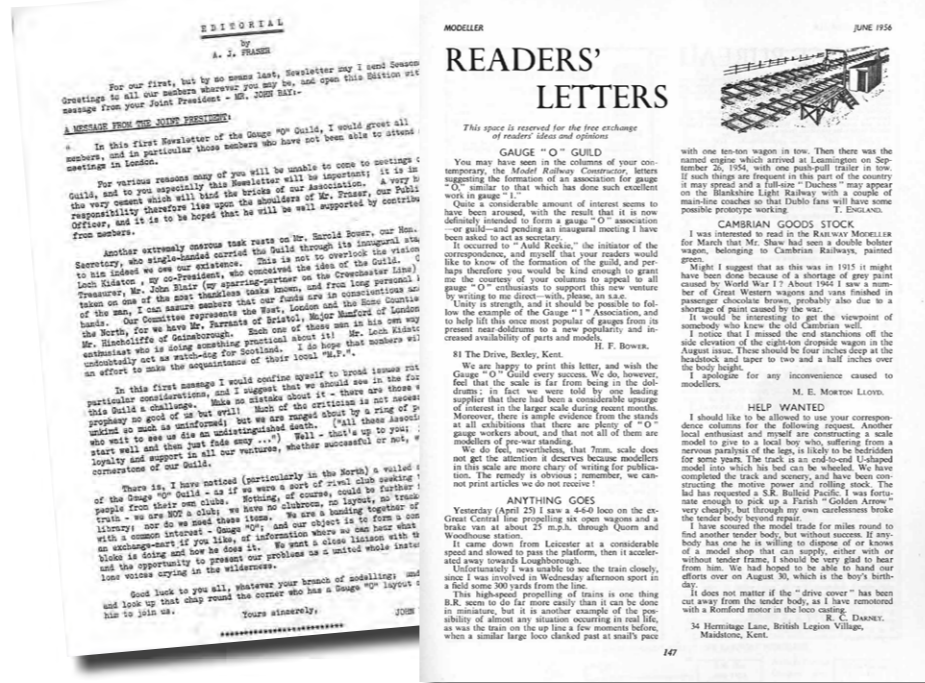 EDITORIAL
by
A. J. FRASER
For our first, but by no means last, Newsletter may I send Season
Greetings to all our members wherever you may be, and open this Edition wit
message from your Joint President - MR. JOHN RAY:-
A MESSAGE FROM THE JOINT PRESIDENT:
" In this first Newsletter of the Gauge "O" Guild, I would greet all
members, and in particular those members who have not been able to attend
meetings in London.
For various reasons many of you will be unable to come to meetings o
Guild, and to you especially this Newsletter will be important; it is in
the very cement which will bind the bricks of our Association. A very h
responsibility therefore lies upon the shoulders of Mr. Fraser, our Publi
Officer, and it is to be hoped that he will be well supported by contribu
from members.
Another extremely onerous task rests on Mr. Harold Bower, our Hon.
Secretary, who single-handed carried the Guild through its inaugural sta
to him indeed we owe our existence. This is not to overlook the vision
Loch Kidston, my co-President, who conceived the idea of the Guild. O
Treasurer, Mr. John Blair (my sparring-partner on the Crewchester Line)
taken on one of the most thankless tasks known, and from long personal
of the man, I can assure members that our funds are in conscientious an
hands. Our Committee represents the West, London and the Home Countie
the North, for we have Mr. Parrants of Bristol, Major Mumford of London
Mr. Hinchcliffe of Gainsborough. Each one of these men in his own way
enthusiast who is doing something practical about it! Mr. Loch Kidsto
undoubtedly act as watch-dog for Scotland. I do hope that members wil
an effort to make the acquaintance of their local "M.P.".
In this first message I would confine myself to broad issues rat
particular considerations, and I suggest that we should see in the for
this Guild a challenge. Make no mistake about it - there are those w
prophesy no good of us but evil! Much of the criticism is not necess
unkind so much as uninformed; but we are ranged about by a ring of p
who wait to see us die an undistinguished death. ("All these Associa
start well and then just fade away ...") Well - that's up to you;
loyalty and support in all our ventures, whether successful or not, w
cornerstone of our Guild.
There is, I have noticed (particularly in the North) a veiled
of the Gauge "O" Guild - as if we were a sort of rival club seeking
people from their own clubs. Nothing, of course, could be further
truth - we are NOT a club; we have no clubroom, no layout, no track
library; nor do we need these items. We are a banding together of
with a common interest - Gauge "O"; and our object is to form a com
an exchange-mart if you like, of information where we can hear what
bloke is doing and how he does it. We want a close liaison with th
and the opportunity to present our problems as a united whole inste
lone voices crying in the wilderness.
Good luck to you all, whatever your branch of modelling; and
and look up that chap round the corner who has a Gauge "O" layout
him to join us.
Yours sincerely,
JOHN
MODELLER
JUNE 1956
READERS'
LETTERS
This space is reserved for the free exchange
of readers' ideas and opinions
GAUGE "O" GUILD
You may have seen in the columns of your con-
temporary, the Model Railway Constructor, letters
suggesting the formation of an association for gauge
"O," similar to that which has done such excellent
work in gauge "1."
Quite a considerable amount of interest seems to
have been aroused, with the result that it is now
definitely intended to form a gauge "O" association
—or guild—and pending an inaugural meeting I have
been asked to act as secretary.
It occurred to "Auld Reekie," the initiator of the
correspondence, and myself that your readers would
like to know of the formation of the guild, and per-
haps therefore you would be kind enough to grant
me the courtesy of your columns to appeal to all
gauge "O" enthusiasts to support this new venture
by writing to me direct—with, please, an s.a.e.
Unity is strength, and it should be possible to fol-
low the example of the Gauge "1" Association, and
to help lift this once most popular of gauges from its
present near-doldrums to a new popularity and in-
creased availability of parts and models.
H. F. BOWER.
81 The Drive, Bexley, Kent.
We are happy to print this letter, and wish the
Gauge "O" Guild every success. We do, however,
feel that the scale is far from being in the dol-
drums; in fact we were told by one leading
supplier that there had been a considerable upsurge
of interest in the larger scale during recent months.
Moreover, there is ample evidence from the stands
at all exhibitions that there are plenty of "O"
gauge workers about, and that not all of them are
modellers of pre-war standing.
We do feel, nevertheless, that 7mm. scale does
not get the attention it deserves because modellers
in this scale are more chary of writing for publica-
tion. The remedy is obvious; remember, we can-
not print articles we do not receive!
ANYTHING GOES
Yesterday (April 25) I saw a 4-6-0 loco on the ex-
Great Central line propelling six open wagons and a
brake van at about 25 m.p.h. through Quorn and
Woodhouse station.
It came down from Leicester at a considerable
speed and slowed to pass the platform, then it acceler-
ated away towards Loughborough.
Unfortunately I was unable to see the train closely,
since I was involved in Wednesday afternoon sport in
a field some 300 yards from the line.
This high-speed propelling of trains is one thing
B.R. seem to do far more easily than it can be done
in miniature, but it is another example of the pos-
sibility of almost any situation occurring in real life,
as was the train on the up line a few moments before,
when a similar large loco clanked past at snail's pace
with one ten-ton wagon in tow. Then there was the
named engine which arrived at Leamington on Sep-
tember 26, 1954, with one push-pull trailer in tow.
If such things are frequent in this part of the country
it may spread and a full-size "Duchess" may appear
on the Blankshire Light Railway with a couple of
main-line coaches so that Dublo fans will have some
possible prototype working. T. ENGLAND.
CAMBRIAN GOODS STOCK
I was interested to read in the RAILWAY MODELLER
for March that Mr. Shaw had seen a double bolster
wagon, belonging to Cambrian Railways, painted
green.
Might I suggest that as this was in 1915 it might
have been done because of a shortage of grey paint
caused by World War I? About 1944 I saw a num-
ber of Great Western wagons and vans finished in
passenger chocolate brown, probably also due to a
shortage of paint caused by the war.
It would be interesting to get the viewpoint of
somebody who knew the old Cambrian well.
I notice that I missed the end stanchions off the
side elevation of the eight-ton dropside wagon in the
August issue. These should be four inches deep at the
headstock and taper to two and a half inches over
the body height.
I apologize for any inconvenience caused to
modellers.
M. E. MORTON LLOYD.
HELP WANTED
I should like to be allowed to use your correspon-
dence columns for the following request. Another
local enthusiast and myself are constructing a scale
model to give to a local boy who, suffering from a
nervous paralysis of the legs, is likely to be bedridden
for some years. The track is an end-to-end U-shaped
model into which his bed can be wheeled. We have
completed the track and scenery, and have been con-
structing the motive power and rolling stock. The
lad has requested a S.R. Bulleid Pacific. I was fortu-
nate enough to pick up a Farish "Golden Arrow"
very cheaply, but through my own carelessness broke
the tender body beyond repair.
I have scoured the model trade for miles round to
find another tender body, but without success. If any-
body has one he is willing to dispose of or knows
of a model shop that can supply, either with or
without tender frame, I should be very glad to hear
from him. We had hoped to be able to hand our
efforts over on August 30, which is the boy's birth-
day.
It does not matter if the "drive cover" has been
cut away from the tender body, as I have remotored
with a Romford motor in the loco casting.
R. C. DARNEY.
34 Hermitage Lane, British Legion Village,
Maidstone, Kent.
147